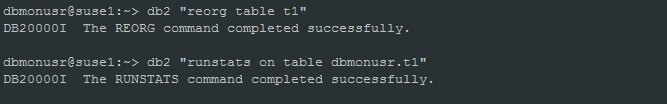 dbmonusr@suse1:~> db2 "reorg table t1"
DB20000I  The REORG command completed successfully.
dbmonusr@suse1:~> db2 "runstats on table dbmonusr.t1"
DB20000I  The RUNSTATS command completed successfully.